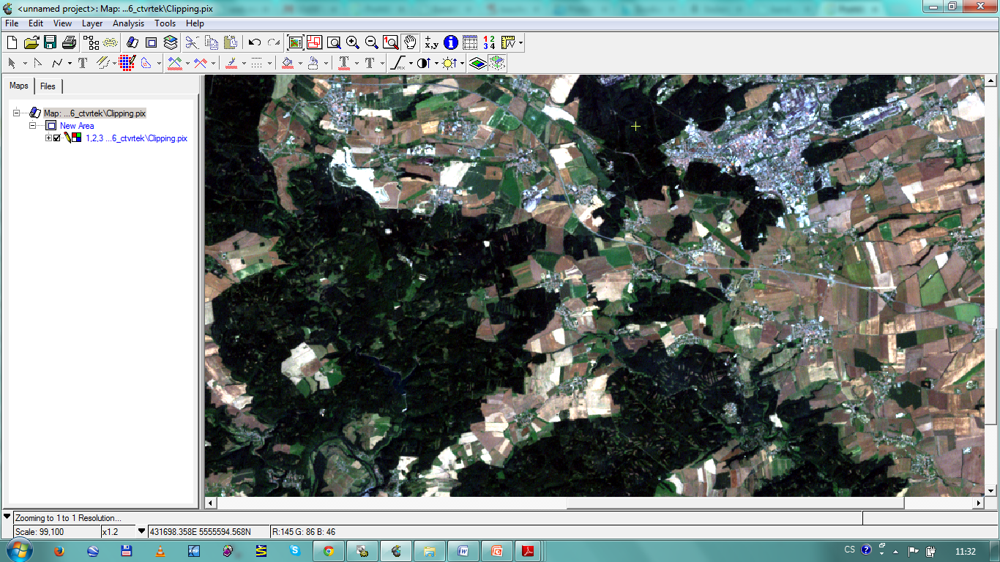 <unnamed project>: Map: ...6_ctvrtek\Clipping.pix
File Edit View Layer Analysis Tools Help
+ x,y i 1 2 3 4
Maps Files
Map: ...6_ctvrtek\Clipping.pix
New Area
1,2,3 ...6_ctvrtek\Clipping.pix
Zooming to 1 to 1 Resolution...
Scale: 99,100 x1.2 431698.358E 5555594.568N R:145 G: 86 B: 46
KMP CS ? 11:32